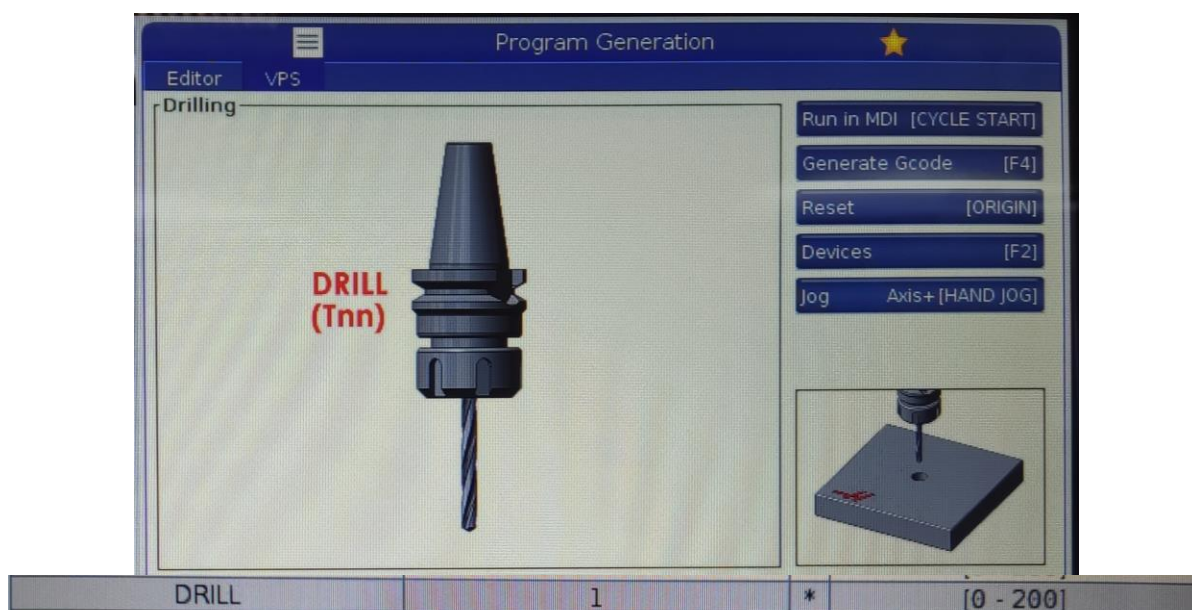 Program Generation
Editor VPS
Drilling
DRILL
(Tnn)
Run in MDI [CYCLE START]
Generate Gcode [F4]
Reset [ORIGIN]
Devices [F2]
Jog Axis+[HAND JOG]
DRILL 1 * [0 - 200]